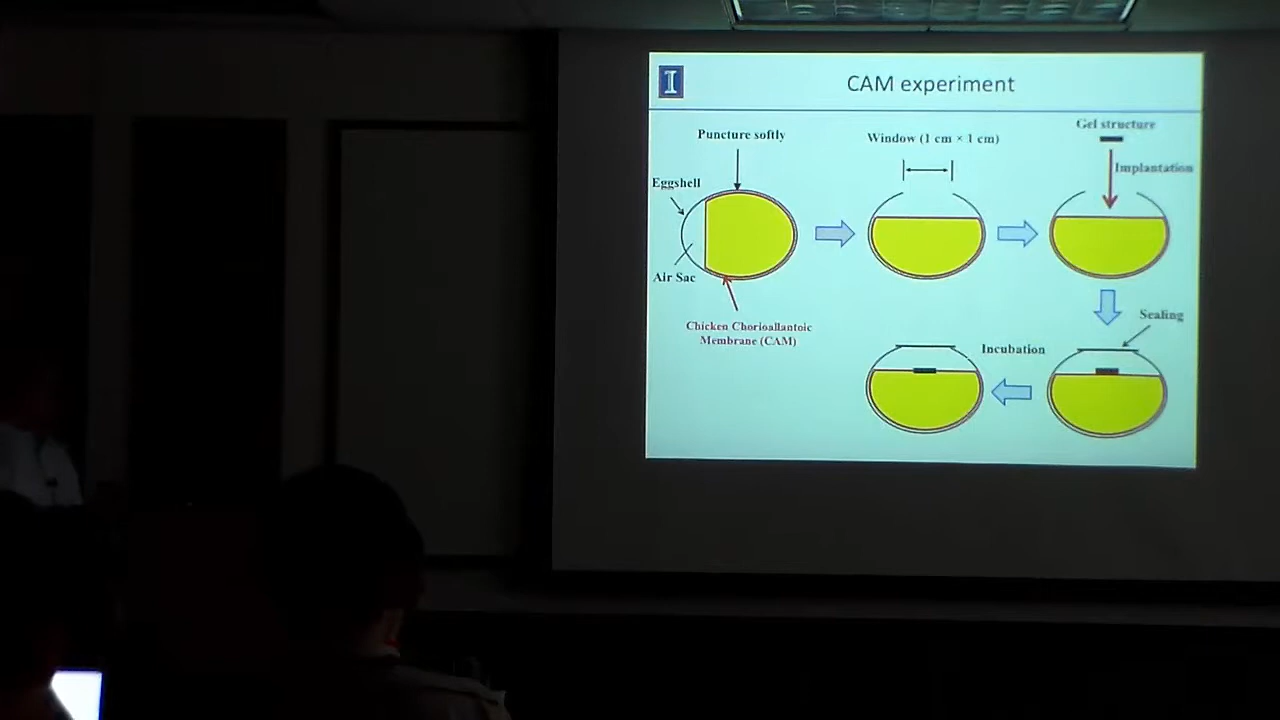 I
CAM experiment
Puncture softly
Window (1 cm × 1 cm)
Gel structure
Implantation
Eggshell
Air Sac
Chicken Chorioallantoic
Membrane (CAM)
Sealing
Incubation